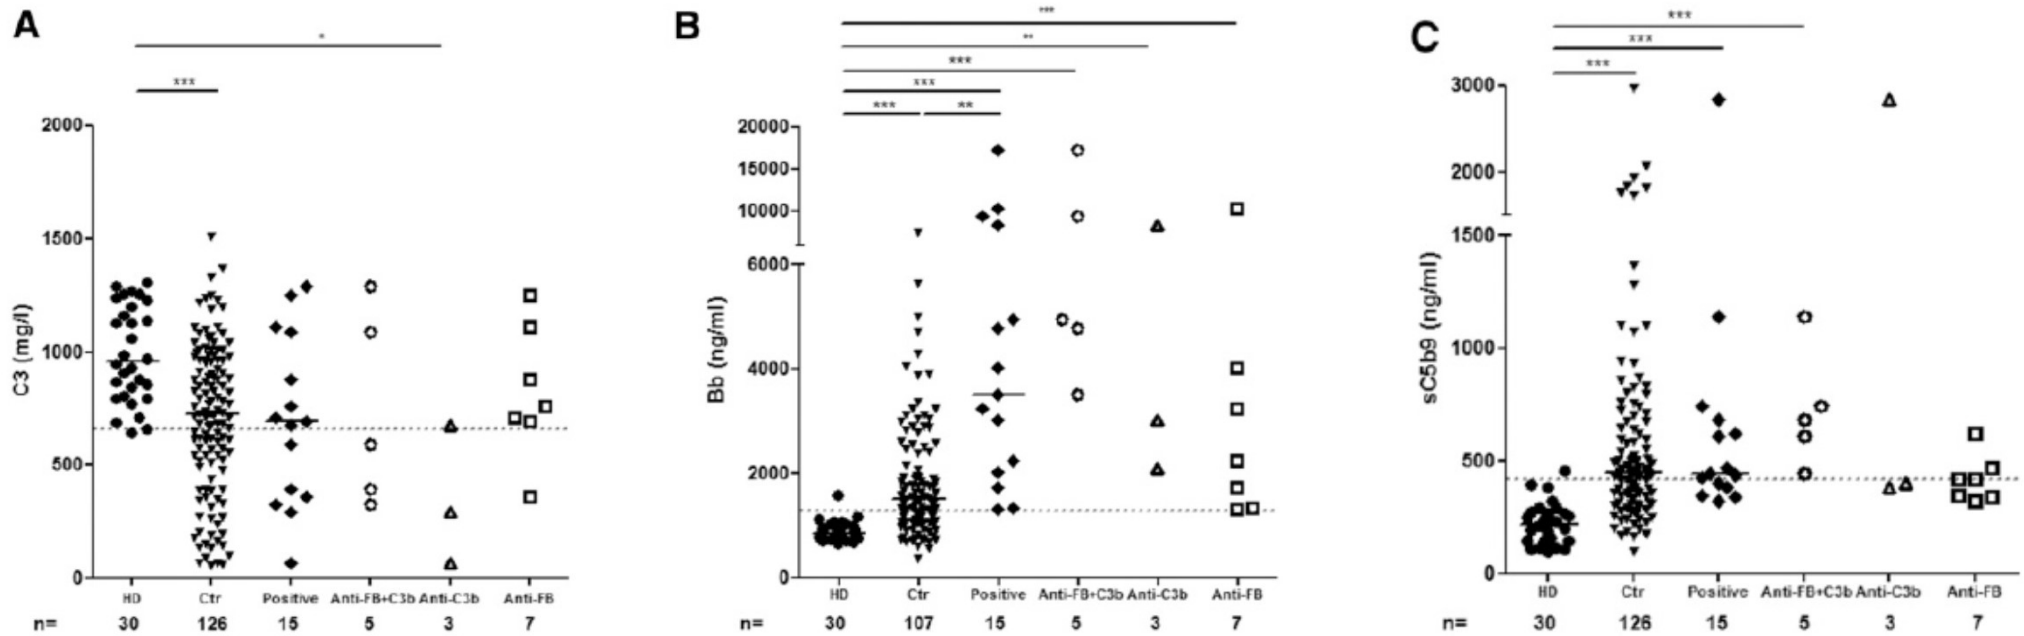 A
*
***
2000
1500
1000
500
0
C3 (mg/l)
HD Ctr Positive Anti-FB+C3b Anti-C3b Anti-FB
n= 30 126 15 5 3 7
B
***
**
***
***
*** **
20000
15000
10000
6000
4000
2000
0
Bb (ng/ml)
HD Ctr Positive Anti-FB+C3b Anti-C3b Anti-FB
n= 30 107 15 5 3 7
C
***
***
***
3000
2000
1500
1000
500
0
sC5b9 (ng/ml)
HD Ctr Positive Anti-FB+C3b Anti-C3b Anti-FB
n= 30 126 15 5 3 7